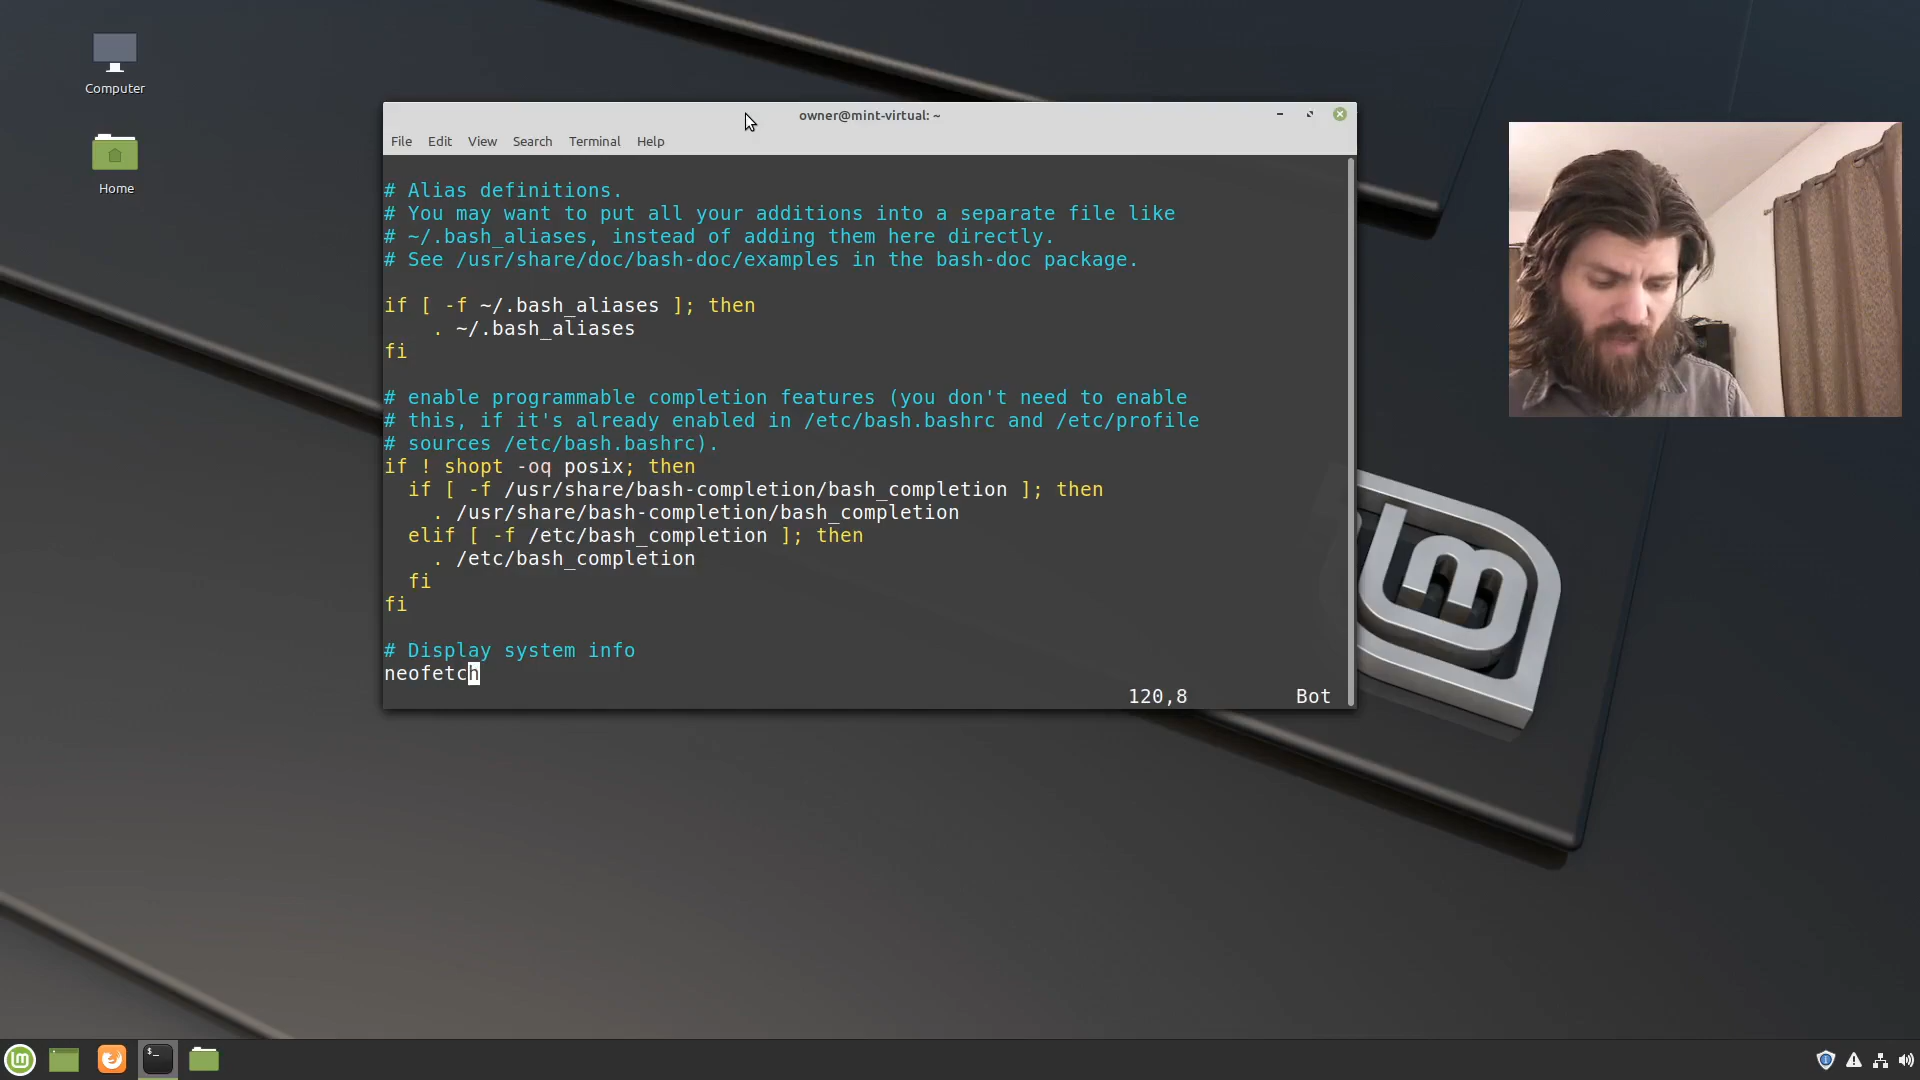 Computer
Home
owner@mint-virtual: ~
File Edit View Search Terminal Help
# Alias definitions.
# You may want to put all your additions into a separate file like
# ~/.bash_aliases, instead of adding them here directly.
# See /usr/share/doc/bash-doc/examples in the bash-doc package.
if [ -f ~/.bash_aliases ]; then
    . ~/.bash_aliases
fi
# enable programmable completion features (you don't need to enable
# this, if it's already enabled in /etc/bash.bashrc and /etc/profile
# sources /etc/bash.bashrc).
if ! shopt -oq posix; then
  if [ -f /usr/share/bash-completion/bash_completion ]; then
    . /usr/share/bash-completion/bash_completion
  elif [ -f /etc/bash_completion ]; then
    . /etc/bash_completion
  fi
fi
# Display system info
neofetch
120,8 Bot